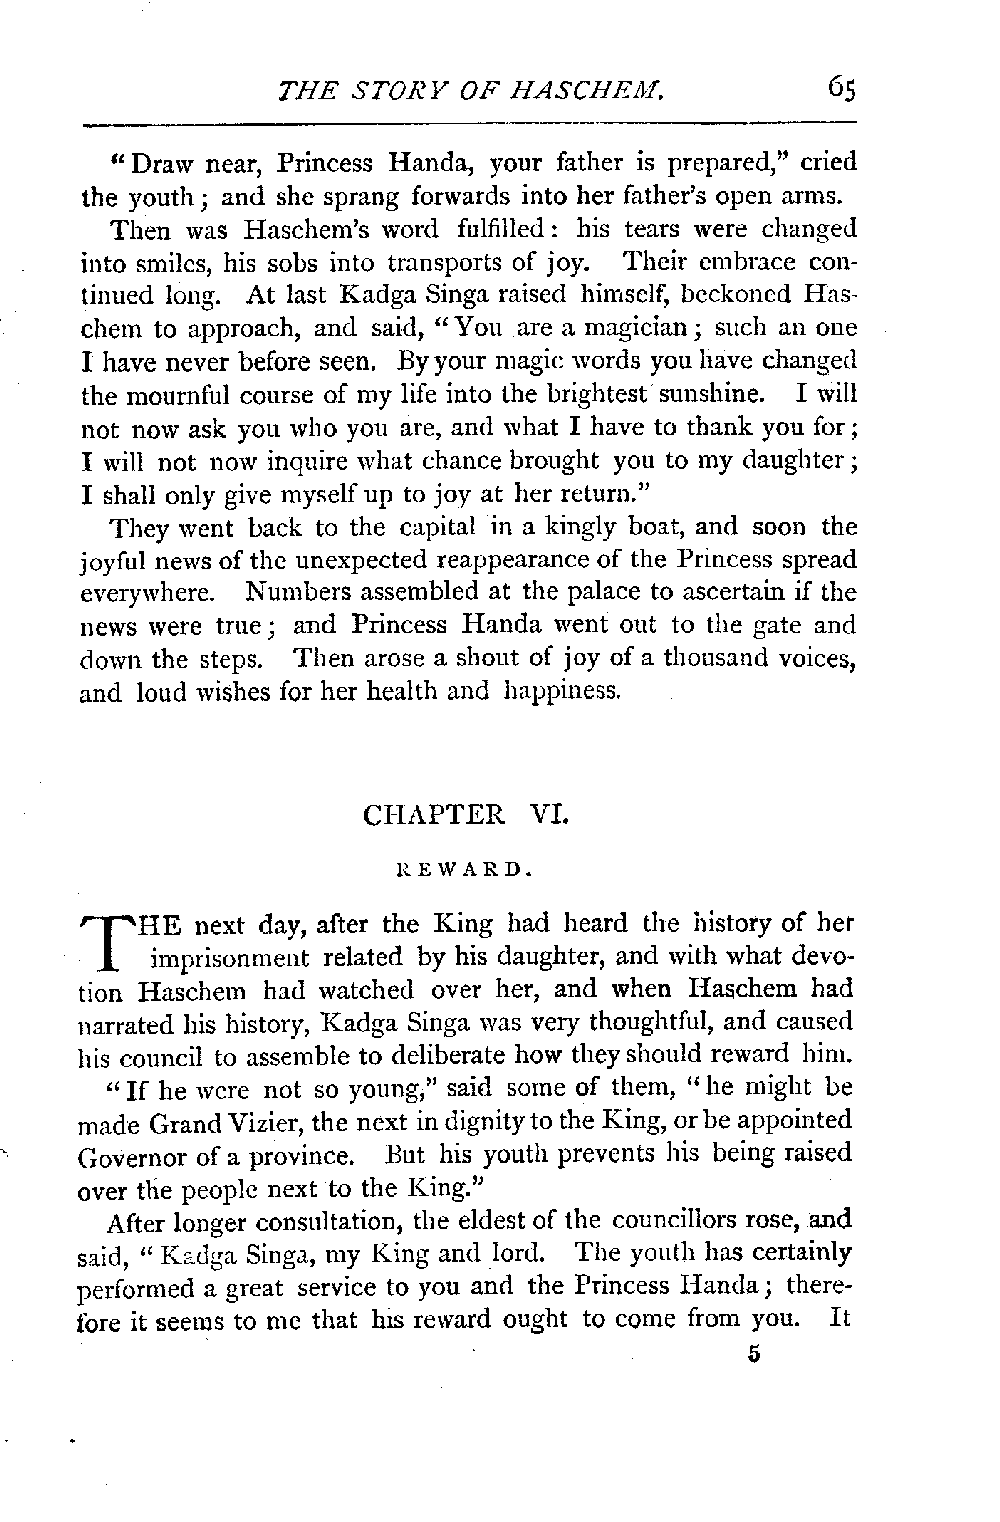 THE STORY OF HASCHEM. 65
“Draw near, Princess Handa, your father is prepared,” cried
the youth; and she sprang forwards into her father's open arms.
Then was Haschem's word fulfilled: his tears were changed
into smiles, his sobs into transports of joy. Their embrace con-
tinued long. At last Kadga Singa raised himself, beckoned Has-
chem to approach, and said, “You are a magician; such an one
I have never before seen. By your magic words you have changed
the mournful course of my life into the brightest sunshine. I will
not now ask you who you are, and what I have to thank you for;
I will not now inquire what chance brought you to my daughter;
I shall only give myself up to joy at her return.”
They went back to the capital in a kingly boat, and soon the
joyful news of the unexpected reappearance of the Princess spread
everywhere. Numbers assembled at the palace to ascertain if the
news were true; and Princess Handa went out to the gate and
down the steps. Then arose a shout of joy of a thousand voices,
and loud wishes for her health and happiness.
CHAPTER VI.
REWARD.
THE next day, after the King had heard the history of her
imprisonment related by his daughter, and with what devo-
tion Haschem had watched over her, and when Haschem had
narrated his history, Kadga Singa was very thoughtful, and caused
his council to assemble to deliberate how they should reward him.
“If he were not so young,” said some of them, “he might be
made Grand Vizier, the next in dignity to the King, or be appointed
Governor of a province. But his youth prevents his being raised
over the people next to the King.”
After longer consultation, the eldest of the councillors rose, and
said, “Kadga Singa, my King and lord. The youth has certainly
performed a great service to you and the Princess Handa; there-
fore it seems to me that his reward ought to come from you. It
5